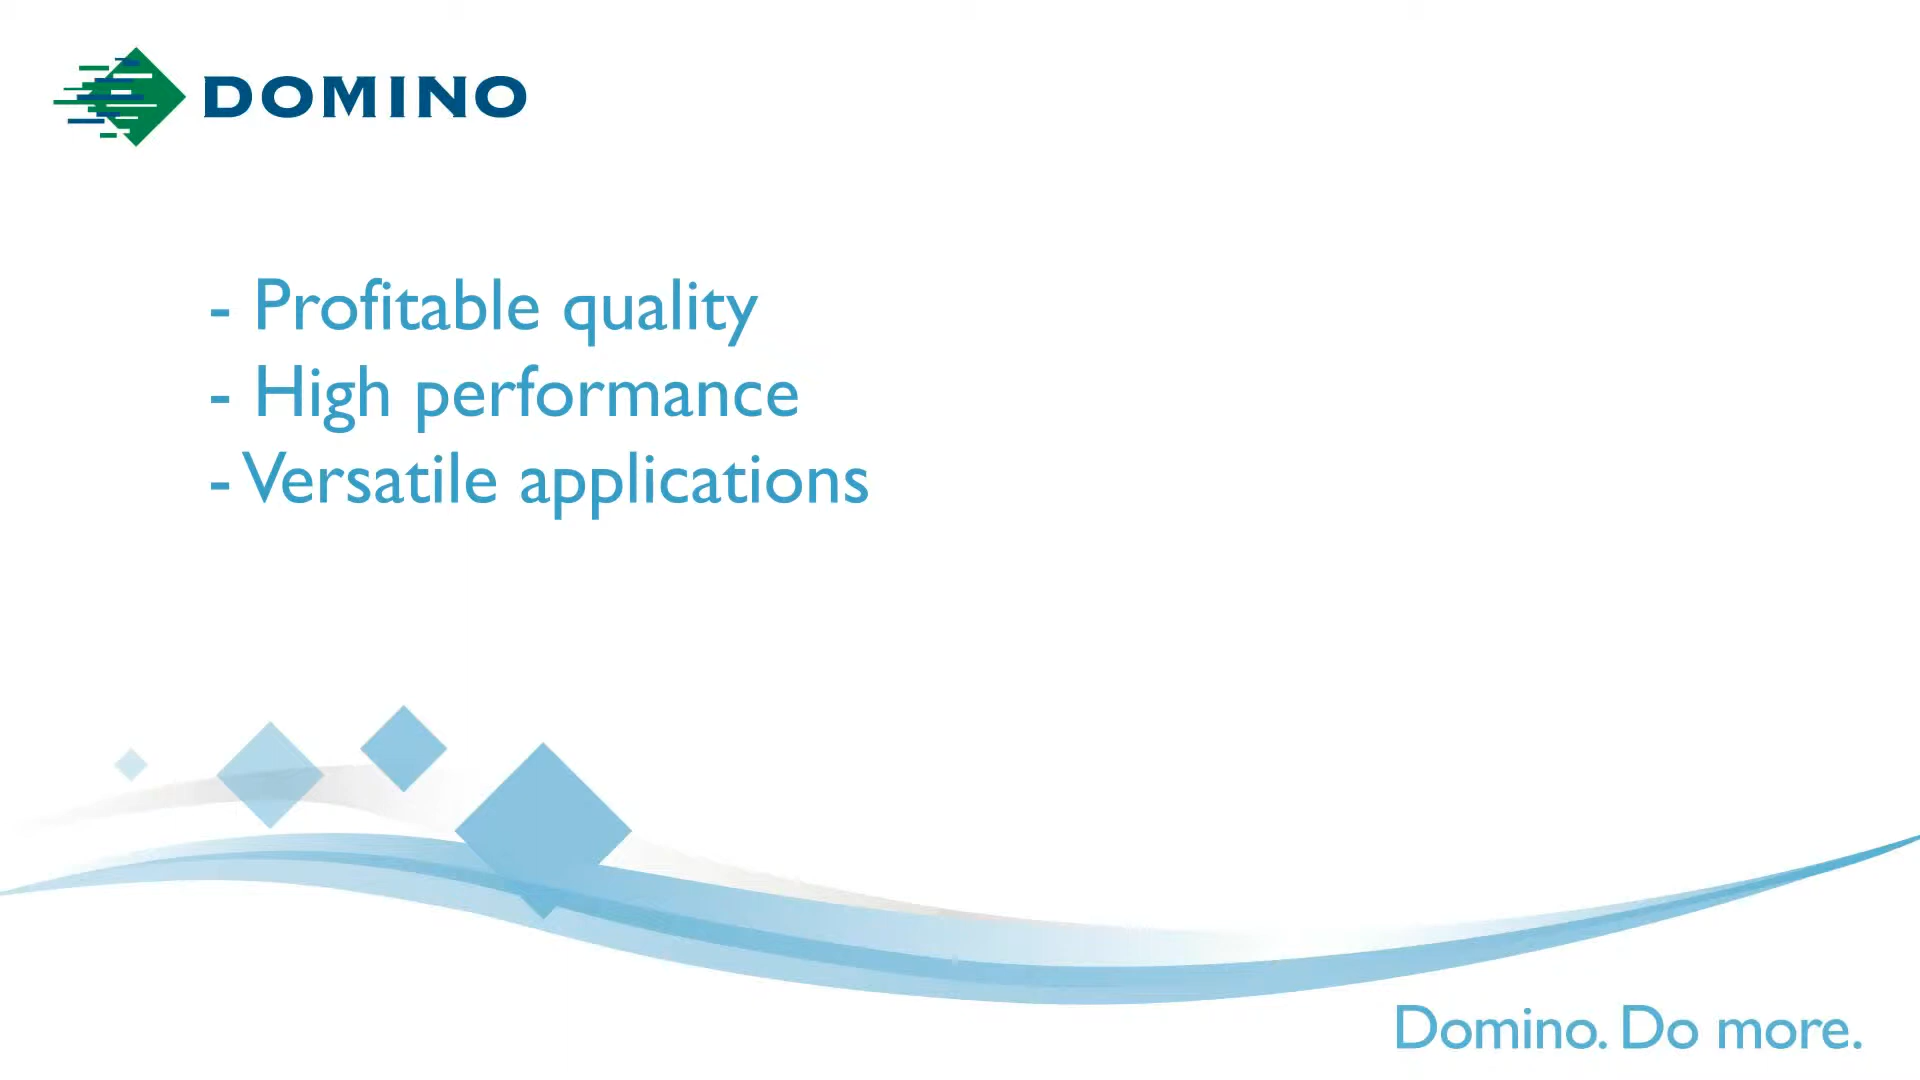 DOMINO
- Profitable quality
- High performance
- Versatile applications
Domino. Do more.